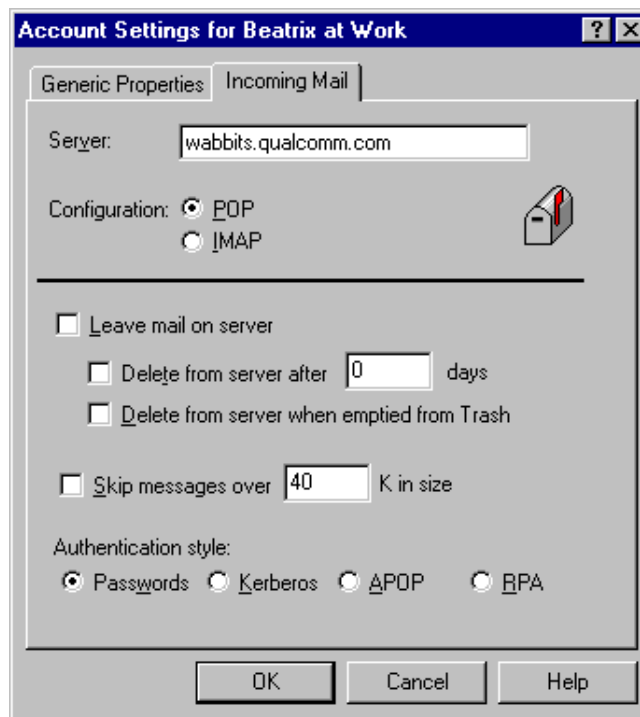 Account Settings for Beatrix at Work
Generic Properties Incoming Mail
Server: wabbits.qualcomm.com
Configuration: POP
IMAP
Leave mail on server
Delete from server after 0 days
Delete from server when emptied from Trash
Skip messages over 40 K in size
Authentication style:
Passwords Kerberos APOP RPA
OK Cancel Help